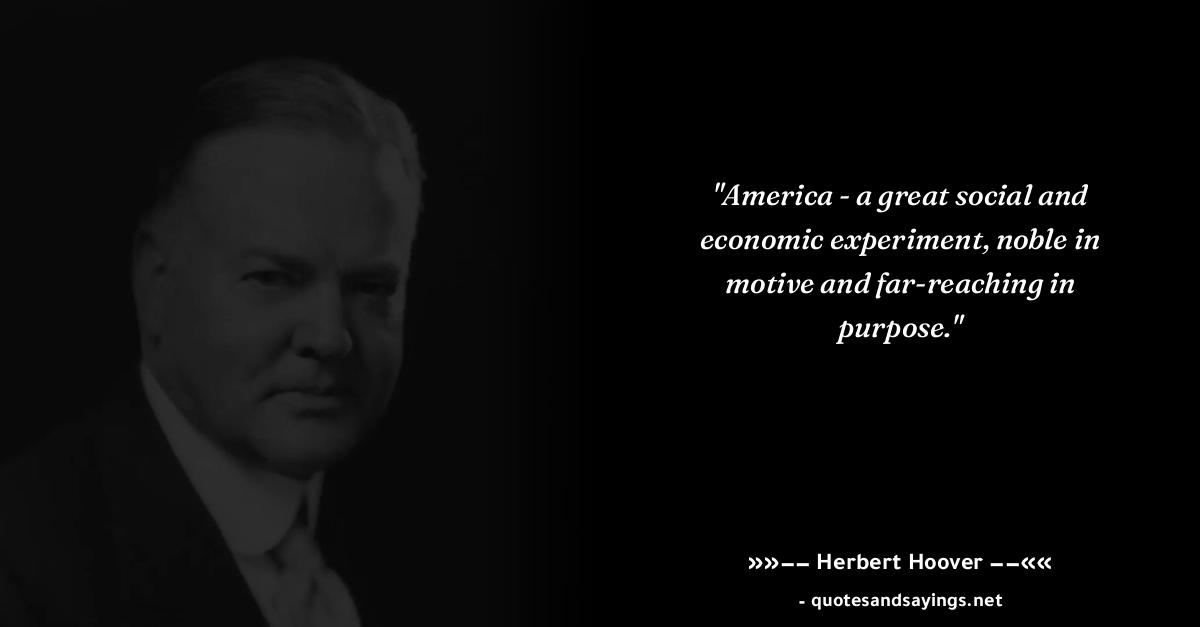 "America - a great social and
economic experiment, noble in
motive and far-reaching in
purpose."
»»−− Herbert Hoover −−««
- quotesandsayings.net